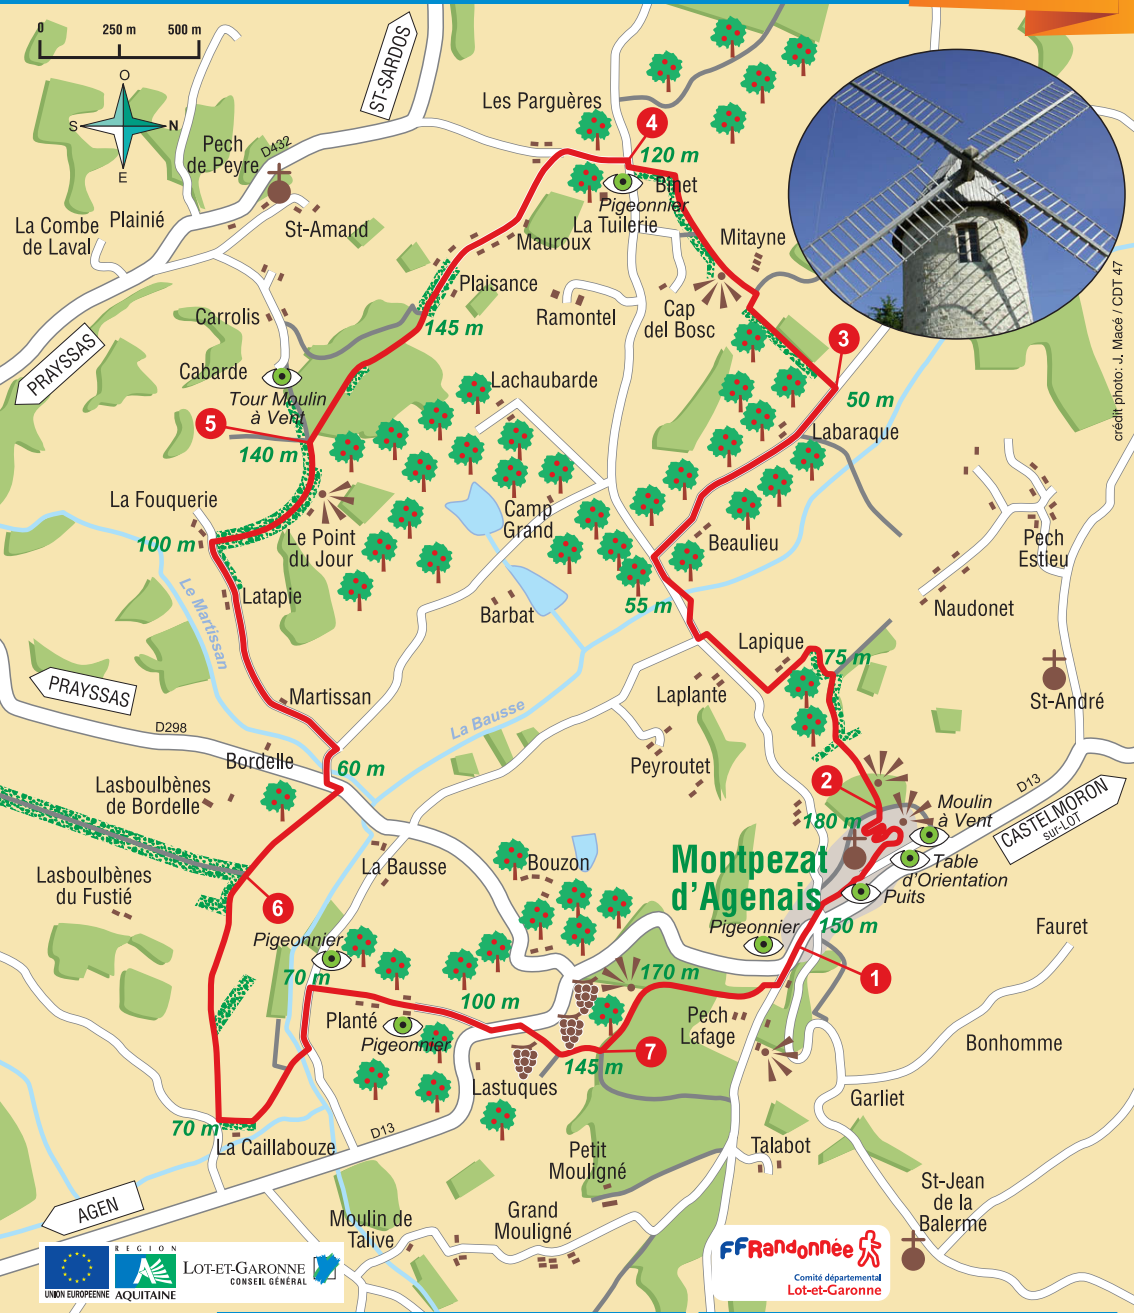 0
250 m
500 m
O
S
N
E
ST-SARDOS
Les Parguères
4
120 m
Pech
de Peyre
D432
Binet
Pigeonnier
La Tuilerie
La Combe
de Laval
Plainié
St-Amand
Mauroux
Mitayne
Plaisance
Carrolis
145 m
Ramontel
Cap
del Bosc
3
PRAYSSAS
Cabarde
Tour Moulin
à Vent
Lachaubarde
50 m
crédit photo: J. Macé / CDT 47
5
140 m
Labaraque
La Fouquerie
100 m
Le Point
du Jour
Camp
Grand
Beaulieu
Pech
Estieu
Latapie
Le Martissan
Barbat
55 m
Naudonet
Lapique
75 m
PRAYSSAS
Martissan
Laplante
St-André
D298
La Bausse
Bordelle
60 m
Peyroutet
2
180 m
D13
Lasboulbènes
de Bordelle
Moulin
à Vent
CASTELMORON
sur-LOT
La Bausse
Bouzon
Montpezat
d'Agenais
Table
d'Orientation
Puits
Lasboulbènes
du Fustié
6
Pigeonnier
Pigeonnier
150 m
Fauret
70 m
170 m
1
100 m
Planté
Pigeonnier
Pech
Lafage
7
145 m
Bonhomme
Lastuques
Garliet
70 m
La Caillabouze
D13
Petit
Mouligné
Talabot
AGEN
Moulin de
Talive
Grand
Mouligné
St-Jean
de la
Balerme
UNION EUROPEENNE
REGION
AQUITAINE
LOT-ET-GARONNE
CONSEIL GÉNÉRAL
FFRandonnée
Comité départemental
Lot-et-Garonne